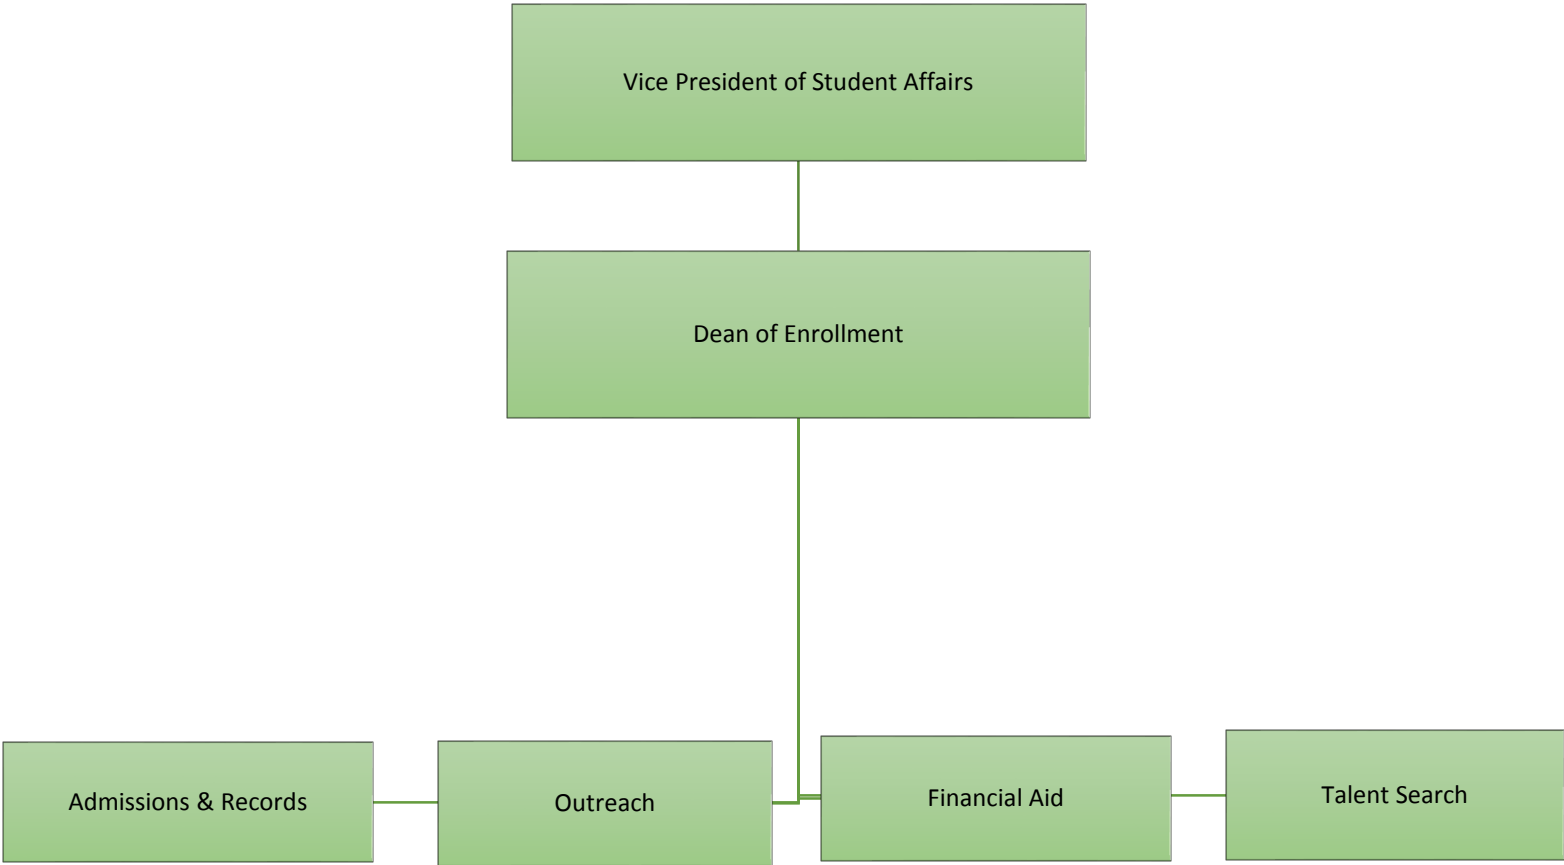 Vice President of Student Affairs
Dean of Enrollment
Admissions & Records
Outreach
Financial Aid
Talent Search